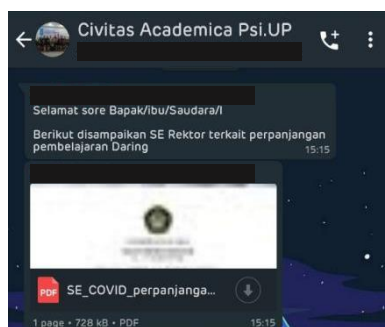 Civitas Academica Psi.UP
Selamat sore Bapak/ibu/Saudara/I
Berikut disampaikan SE Rektor terkait perpanjangan
pembelajaran Daring
15:15
PDF
SE_COVID_perpanjanga...
1 page • 728 kB • PDF
15:15